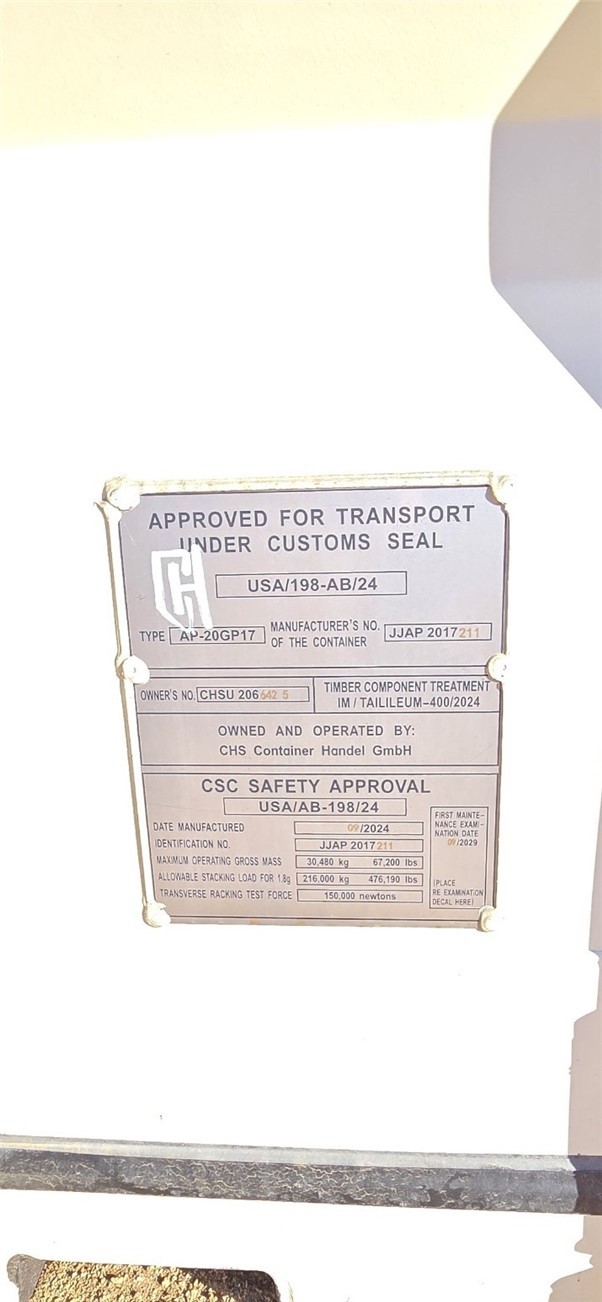 APPROVED FOR TRANSPORT
UNDER CUSTOMS SEAL
CH
USA/198-AB/24
TYPE AP-20GP17 MANUFACTURER'S NO. OF THE CONTAINER JJAP 2017211
OWNER'S NO. CHSU 206642 5
TIMBER COMPONENT TREATMENT
IM / TAILILEUM-400/2024
OWNED AND OPERATED BY:
CHS Container Handel GmbH
CSC SAFETY APPROVAL
USA/AB-198/24
DATE MANUFACTURED 09/2024
IDENTIFICATION NO. JJAP 2017211
MAXIMUM OPERATING GROSS MASS 30,480 kg 67,200 lbs
ALLOWABLE STACKING LOAD FOR 1.8g 216,000 kg 476,190 lbs
TRANSVERSE RACKING TEST FORCE 150,000 newtons
FIRST MAINTE-
NANCE EXAMI-
NATION DATE
09/2029
(PLACE
RE EXAMINATION
DECAL HERE)